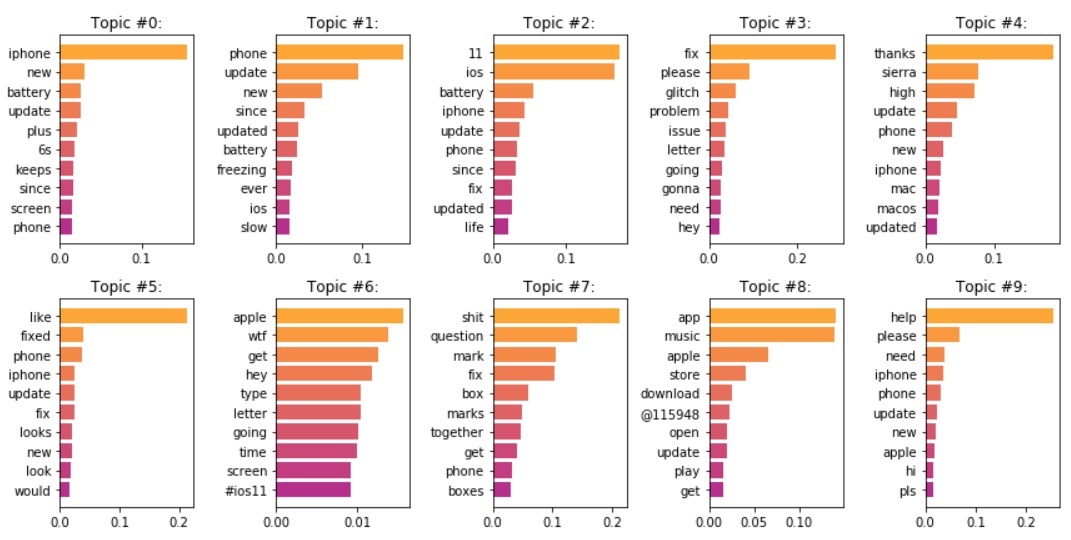 Topic #0:
iphone
new
battery
update
plus
6s
keeps
since
screen
phone
0.0 0.1
Topic #1:
phone
update
new
since
updated
battery
freezing
ever
ios
slow
0.0 0.1
Topic #2:
11
ios
battery
iphone
update
phone
since
fix
updated
life
0.0 0.1
Topic #3:
fix
please
glitch
problem
issue
letter
going
gonna
need
hey
0.0 0.2
Topic #4:
thanks
sierra
high
update
phone
new
iphone
mac
macos
updated
0.0 0.1
Topic #5:
like
fixed
phone
iphone
update
fix
looks
new
look
would
0.0 0.1 0.2
Topic #6:
apple
wtf
get
hey
type
letter
going
time
screen
#ios11
0.00 0.01
Topic #7:
shit
question
mark
fix
box
marks
together
get
phone
boxes
0.0 0.1 0.2
Topic #8:
app
music
apple
store
download
@115948
open
update
play
get
0.00 0.05 0.10
Topic #9:
help
please
need
iphone
phone
update
new
apple
hi
pls
0.0 0.1 0.2